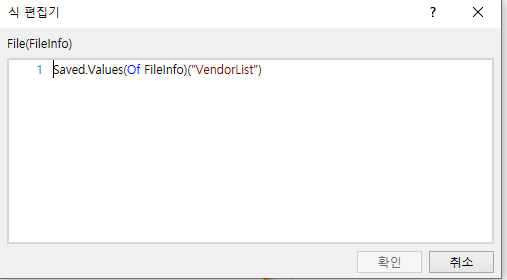 식 편집기
?
File(FileInfo)
1 Saved.Values(Of FileInfo)("VendorList")
확인 취소